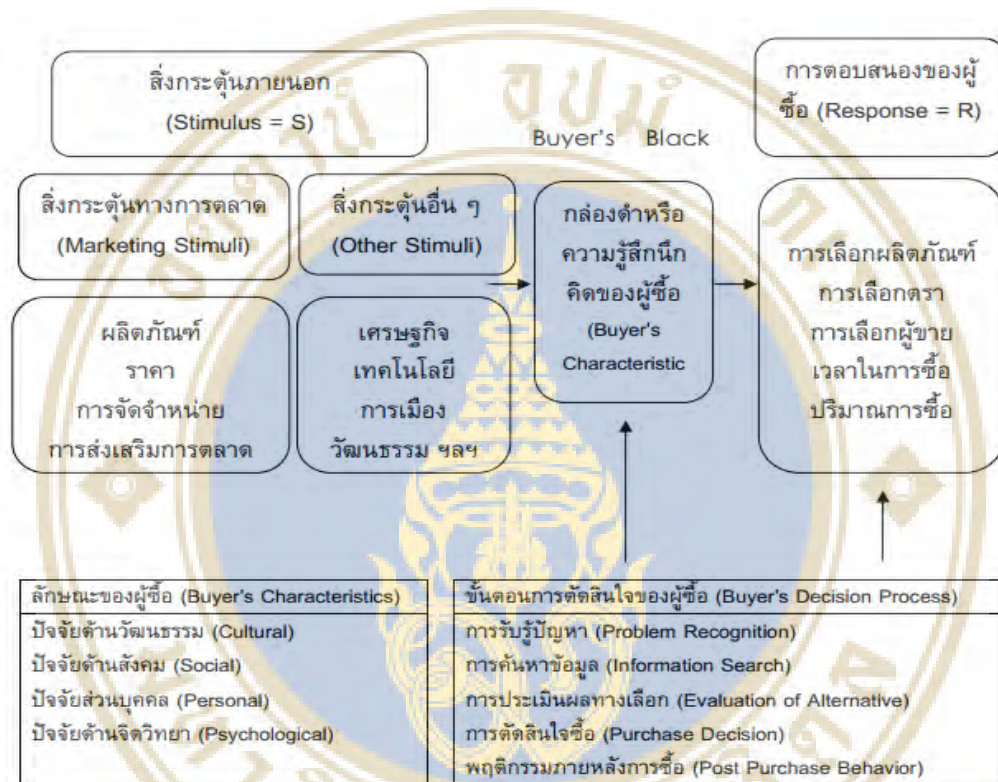 สิ่งกระตุ้นภายนอก
(Stimulus = S)
การตอบสนองของผู้
ซื้อ (Response = R)
Buyer's Black
สิ่งกระตุ้นทางการตลาด
(Marketing Stimuli)
สิ่งกระตุ้นอื่น ๆ
(Other Stimuli)
ผลิตภัณฑ์
ราคา
การจัดจำหน่าย
การส่งเสริมการตลาด
เศรษฐกิจ
เทคโนโลยี
การเมือง
วัฒนธรรม ฯลฯ
กล่องดำหรือ
ความรู้สึกนึก
คิดของผู้ซื้อ
(Buyer's
Characteristic
การเลือกผลิตภัณฑ์
การเลือกตรา
การเลือกผู้ขาย
เวลาในการซื้อ
ปริมาณการซื้อ
ลักษณะของผู้ซื้อ (Buyer's Characteristics)
ปัจจัยด้านวัฒนธรรม (Cultural)
ปัจจัยด้านสังคม (Social)
ปัจจัยส่วนบุคคล (Personal)
ปัจจัยด้านจิตวิทยา (Psychological)
ขั้นตอนการตัดสินใจของผู้ซื้อ (Buyer's Decision Process)
การรับรู้ปัญหา (Problem Recognition)
การค้นหาข้อมูล (Information Search)
การประเมินผลทางเลือก (Evaluation of Alternative)
การตัดสินใจซื้อ (Purchase Decision)
พฤติกรรมภายหลังการซื้อ (Post Purchase Behavior)